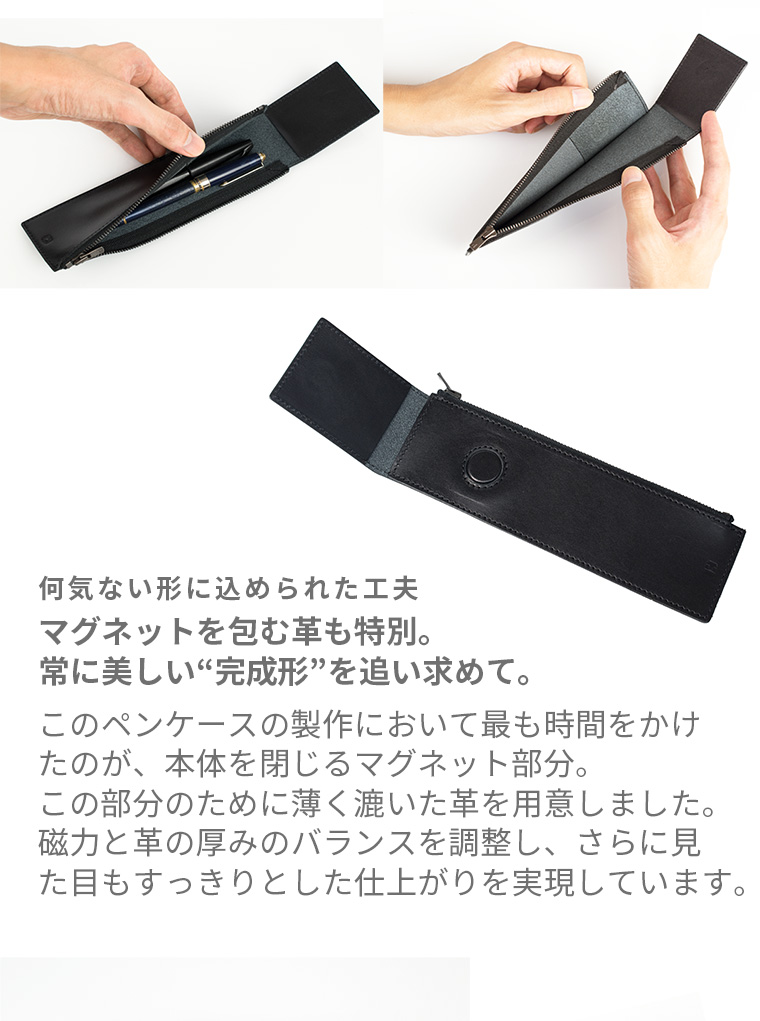 何気ない形に込められた工夫
マグネットを包む革も特別。
常に美しい“完成形”を追い求めて。
このペンケースの製作において最も時間をかけ
たのが、本体を閉じるマグネット部分。
この部分のために薄く漉いた革を用意しました。
磁力と革の厚みのバランスを調整し、さらに見
た目もすっきりとした仕上がりを実現しています。